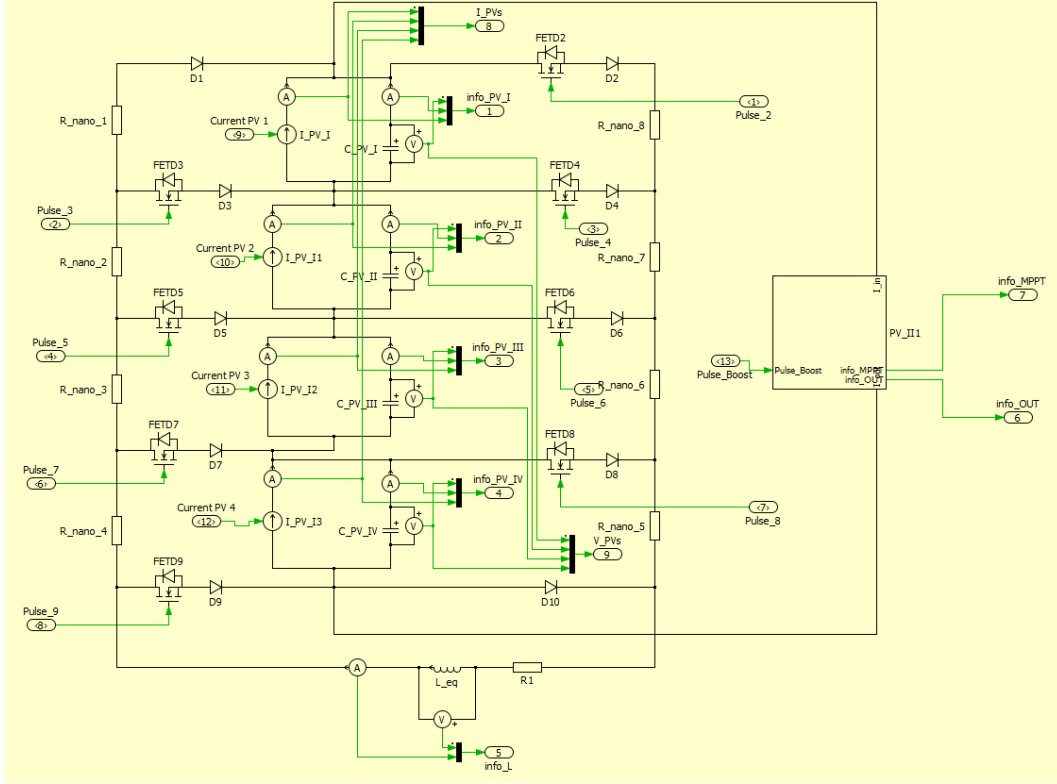 I_PVs
8
FETD2
D1
D2
A
A
info_PV_I
1
<1>
Pulse_2
R_nano_1
Current PV 1
<9>
I_PV_I
C_PV_I
+
+
V
R_nano_8
FETD3
FETD4
D3
D4
Pulse_3
<2>
A
A
info_PV_II
2
<3>
Pulse_4
R_nano_2
Current PV 2
<10>
I_PV_I1
C_PV_II
+
+
V
R_nano_7
FETD5
FETD6
I_in
info_MPPT
7
D5
D6
PV_II1
Pulse_5
<4>
A
A
info_PV_III
3
<13>
Pulse_Boost
Pulse_Boost
info_MPPT
info_OUT
R_nano_3
Current PV 3
<11>
I_PV_I2
C_PV_III
+
+
V
<5>
Pulse_6
R_nano_6
info_OUT
6
FETD7
FETD8
D7
D8
Pulse_7
<6>
A
A
info_PV_IV
4
<7>
Pulse_8
R_nano_4
Current PV 4
<12>
I_PV_I3
C_PV_IV
+
+
V
R_nano_5
V_PVs
9
FETD9
D9
D10
Pulse_9
<8>
A
L_eq
R1
V
+
5
info_L